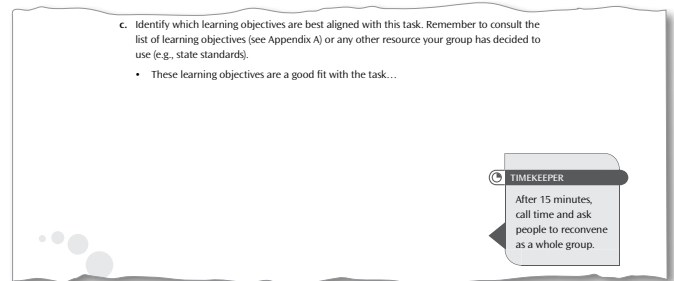 c. Identify which learning objectives are best aligned with this task. Remember to consult the
list of learning objectives (see Appendix A) or any other resource your group has decided to
use (e.g., state standards).
• These learning objectives are a good fit with the task…
TIMEKEEPER
After 15 minutes,
call time and ask
people to reconvene
as a whole group.